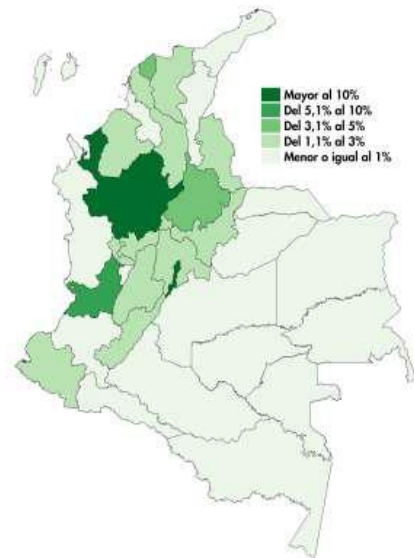 Mayor al 10%
Del 5,1% al 10%
Del 3,1% al 5%
Del 1,1% al 3%
Menor o igual al 1%